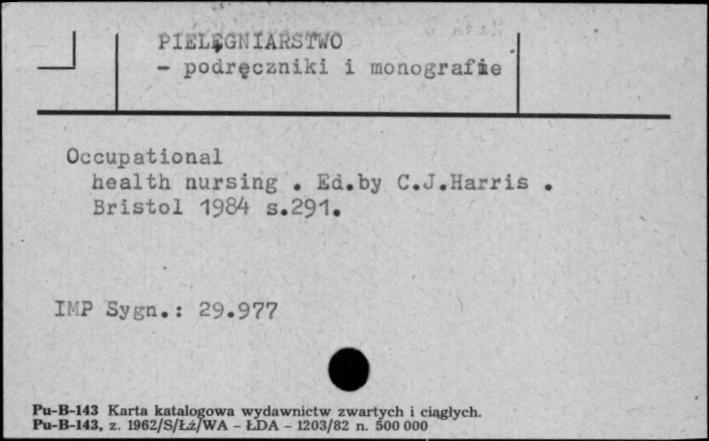 PIELĘGNIARSTWO
- podręczniki i monografie
Occupational
health nursing . Ed.by C.J.Harris .
Bristol 1984 s.291.
IMP Sygn.: 29.977
Pu-B-143 Karta katalogowa wydawnictw zwartych i ciągłych.
Pu-B-143, z. 1962/S/Łż/WA - ŁDA - 1203/82 n. 500 000